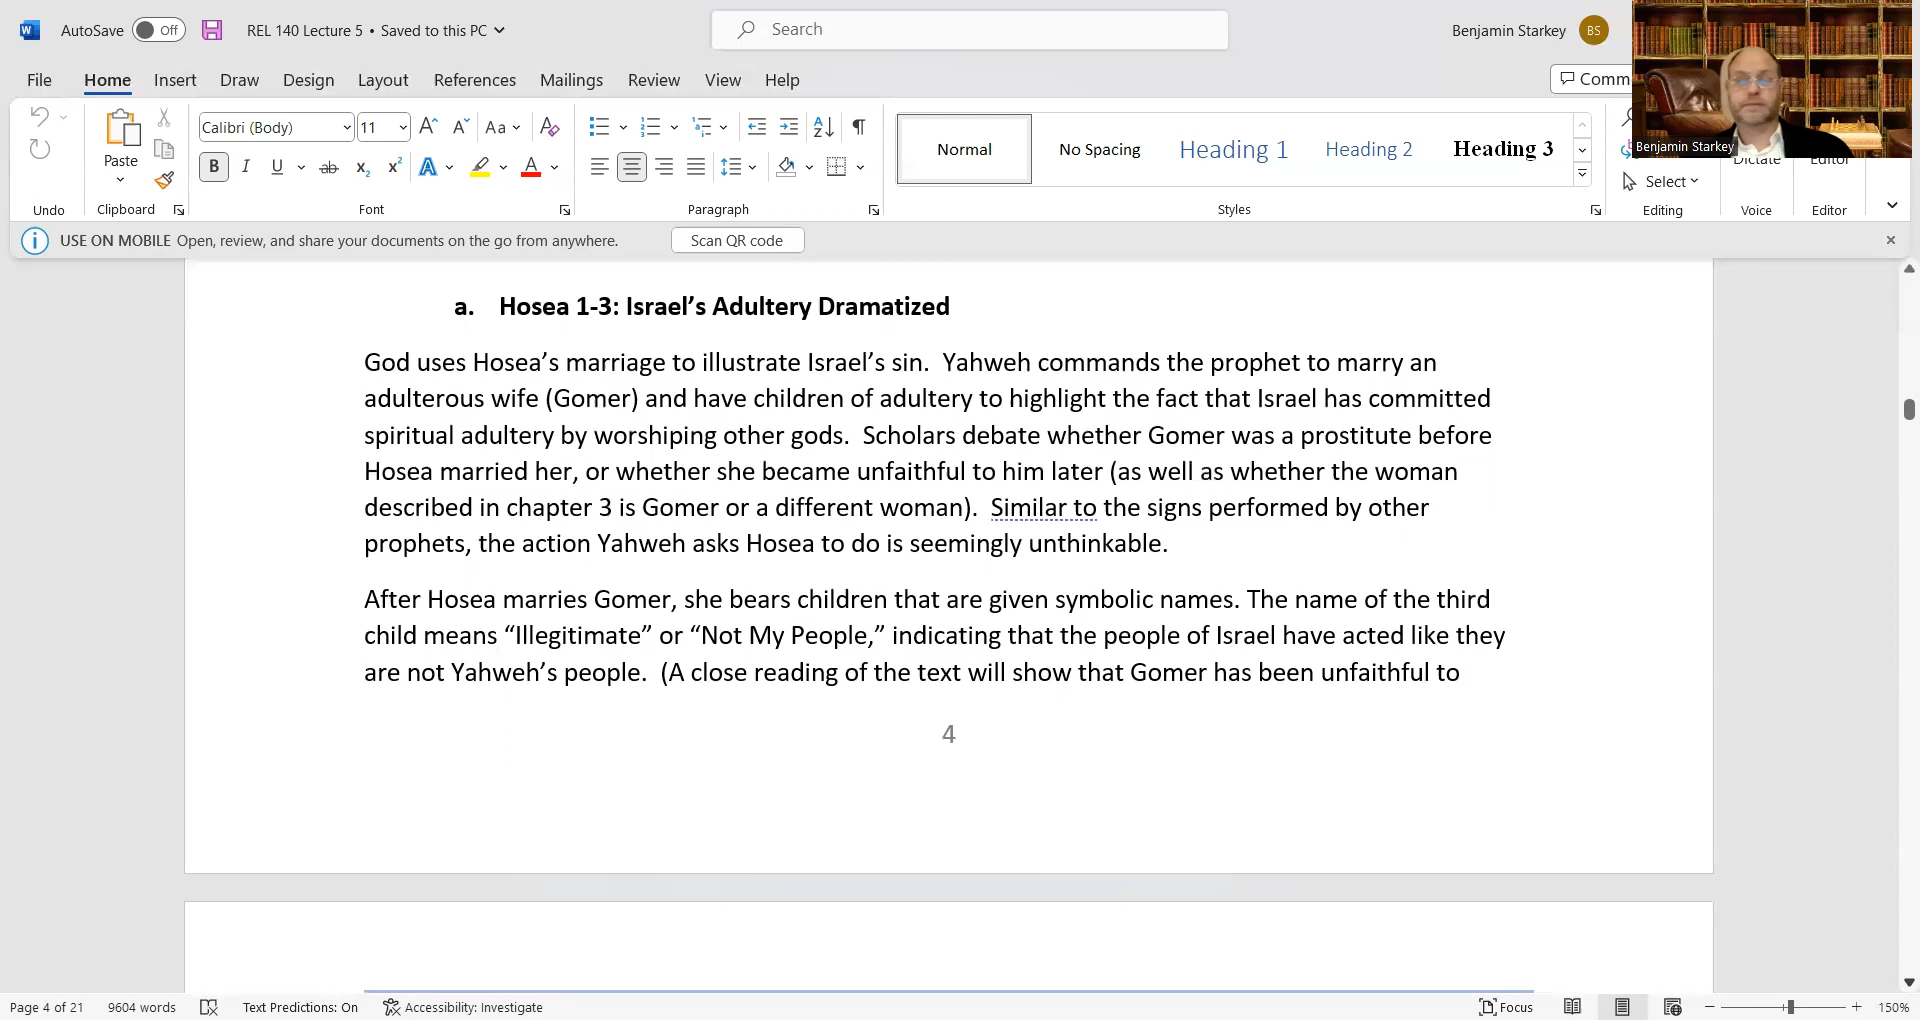 AutoSave Off REL 140 Lecture 5 • Saved to this PC Search Benjamin Starkey BS
File Home Insert Draw Design Layout References Mailings Review View Help Comm
Benjamin Starkey
Calibri (Body) 11 Aa
Paste
B I U ab x₂ x² A A
Normal No Spacing Heading 1 Heading 2 Heading 3
Select Dictate Editor
Undo Clipboard Font Paragraph Styles Editing Voice Editor
USE ON MOBILE Open, review, and share your documents on the go from anywhere. Scan QR code
a. Hosea 1-3: Israel’s Adultery Dramatized
God uses Hosea’s marriage to illustrate Israel’s sin. Yahweh commands the prophet to marry an
adulterous wife (Gomer) and have children of adultery to highlight the fact that Israel has committed
spiritual adultery by worshiping other gods. Scholars debate whether Gomer was a prostitute before
Hosea married her, or whether she became unfaithful to him later (as well as whether the woman
described in chapter 3 is Gomer or a different woman). Similar to the signs performed by other
prophets, the action Yahweh asks Hosea to do is seemingly unthinkable.
After Hosea marries Gomer, she bears children that are given symbolic names. The name of the third
child means “Illegitimate” or “Not My People,” indicating that the people of Israel have acted like they
are not Yahweh’s people. (A close reading of the text will show that Gomer has been unfaithful to
4
Page 4 of 21 9604 words Text Predictions: On Accessibility: Investigate Focus 150%